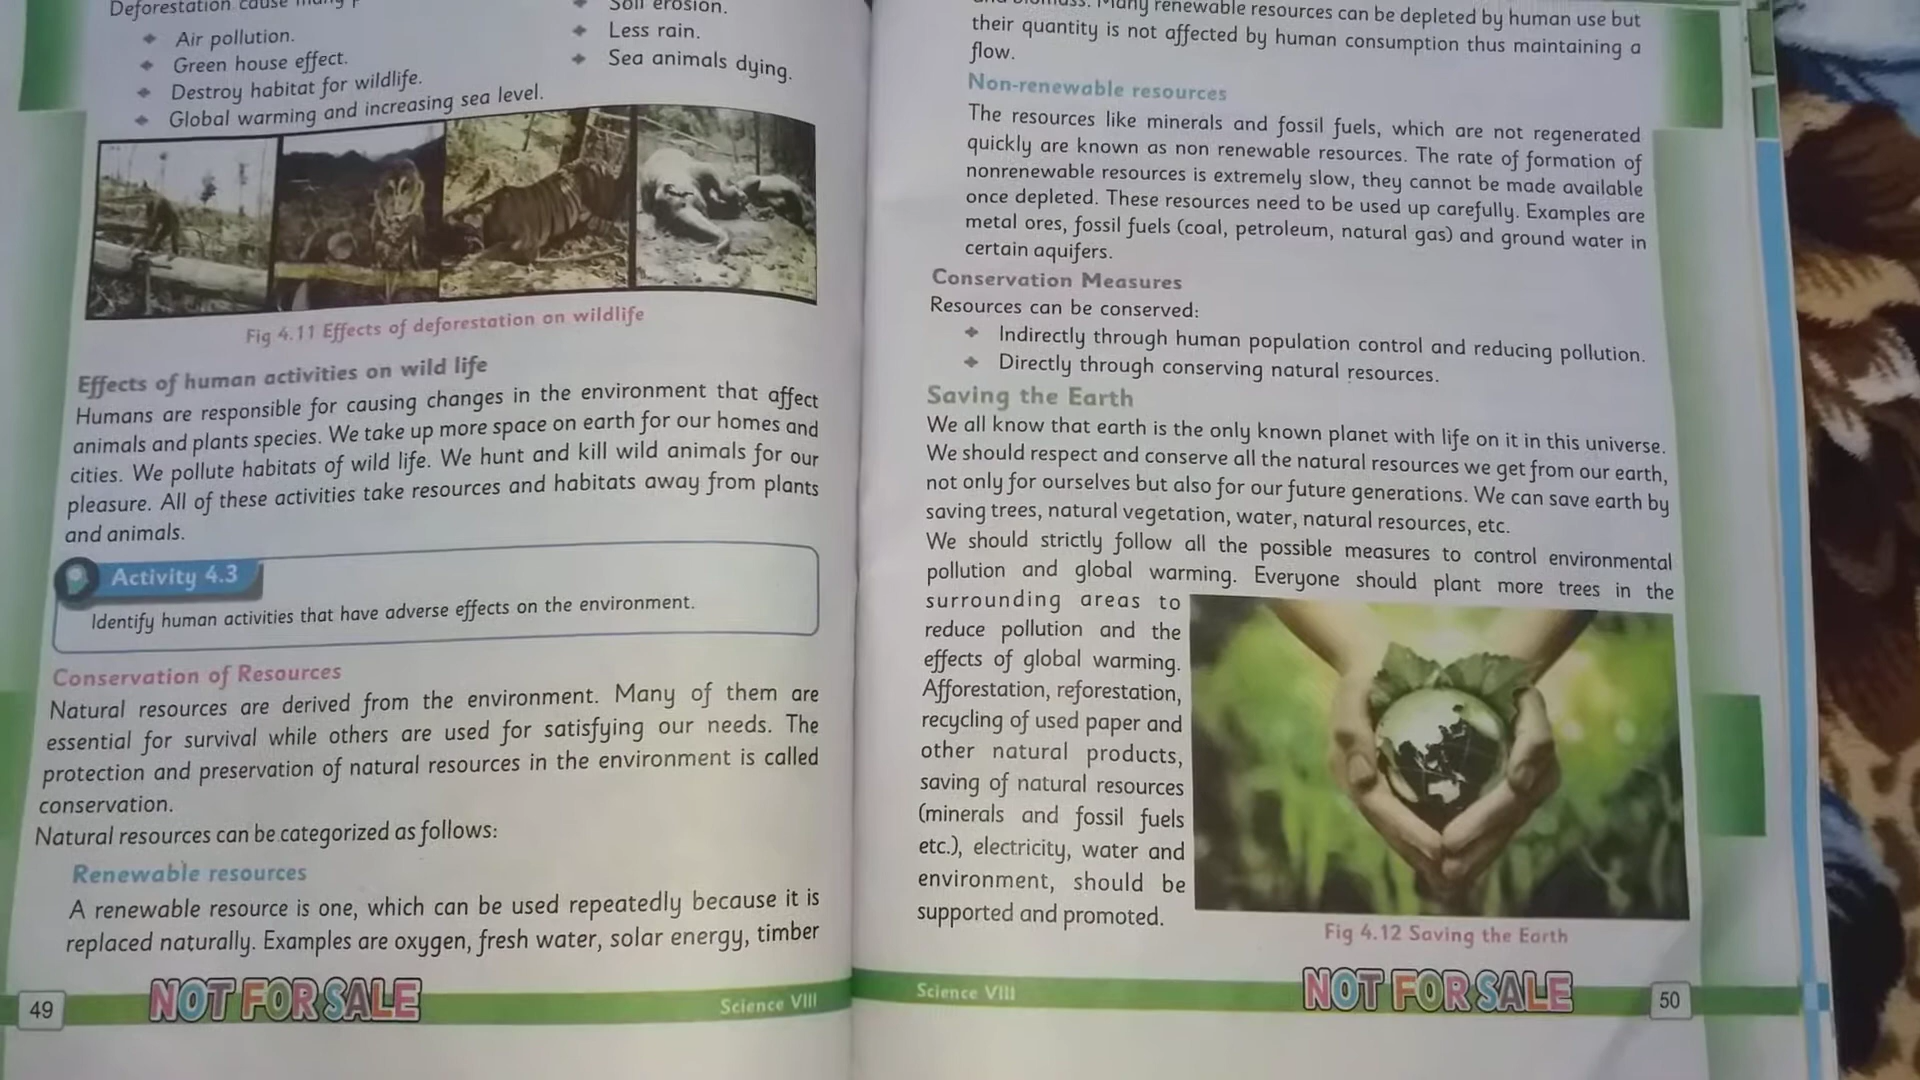 Deforestation cause many
Air pollution.
Green house effect.
Destroy habitat for wildlife.
Global warming and increasing sea level.
Soil erosion.
Less rain.
Sea animals dying.
Fig 4.11 Effects of deforestation on wildlife
Effects of human activities on wild life
Humans are responsible for causing changes in the environment that affect
animals and plants species. We take up more space on earth for our homes and
cities. We pollute habitats of wild life. We hunt and kill wild animals for our
pleasure. All of these activities take resources and habitats away from plants
and animals.
Activity 4.3
Identify human activities that have adverse effects on the environment.
Conservation of Resources
Natural resources are derived from the environment. Many of them are
essential for survival while others are used for satisfying our needs. The
protection and preservation of natural resources in the environment is called
conservation.
Natural resources can be categorized as follows:
Renewable resources
A renewable resource is one, which can be used repeatedly because it is
replaced naturally. Examples are oxygen, fresh water, solar energy, timber
49
NOT FOR SALE
Science VIII
and biomass. Many renewable resources can be depleted by human use but
their quantity is not affected by human consumption thus maintaining a
flow.
Non-renewable resources
The resources like minerals and fossil fuels, which are not regenerated
quickly are known as non renewable resources. The rate of formation of
nonrenewable resources is extremely slow, they cannot be made available
once depleted. These resources need to be used up carefully. Examples are
metal ores, fossil fuels (coal, petroleum, natural gas) and ground water in
certain aquifers.
Conservation Measures
Resources can be conserved:
Indirectly through human population control and reducing pollution.
Directly through conserving natural resources.
Saving the Earth
We all know that earth is the only known planet with life on it in this universe.
We should respect and conserve all the natural resources we get from our earth,
not only for ourselves but also for our future generations. We can save earth by
saving trees, natural vegetation, water, natural resources, etc.
We should strictly follow all the possible measures to control environmental
pollution and global warming. Everyone should plant more trees in the
surrounding areas to
reduce pollution and the
effects of global warming.
Afforestation, reforestation,
recycling of used paper and
other natural products,
saving of natural resources
(minerals and fossil fuels
etc.), electricity, water and
environment, should be
supported and promoted.
Fig 4.12 Saving the Earth
Science VIII
NOT FOR SALE
50